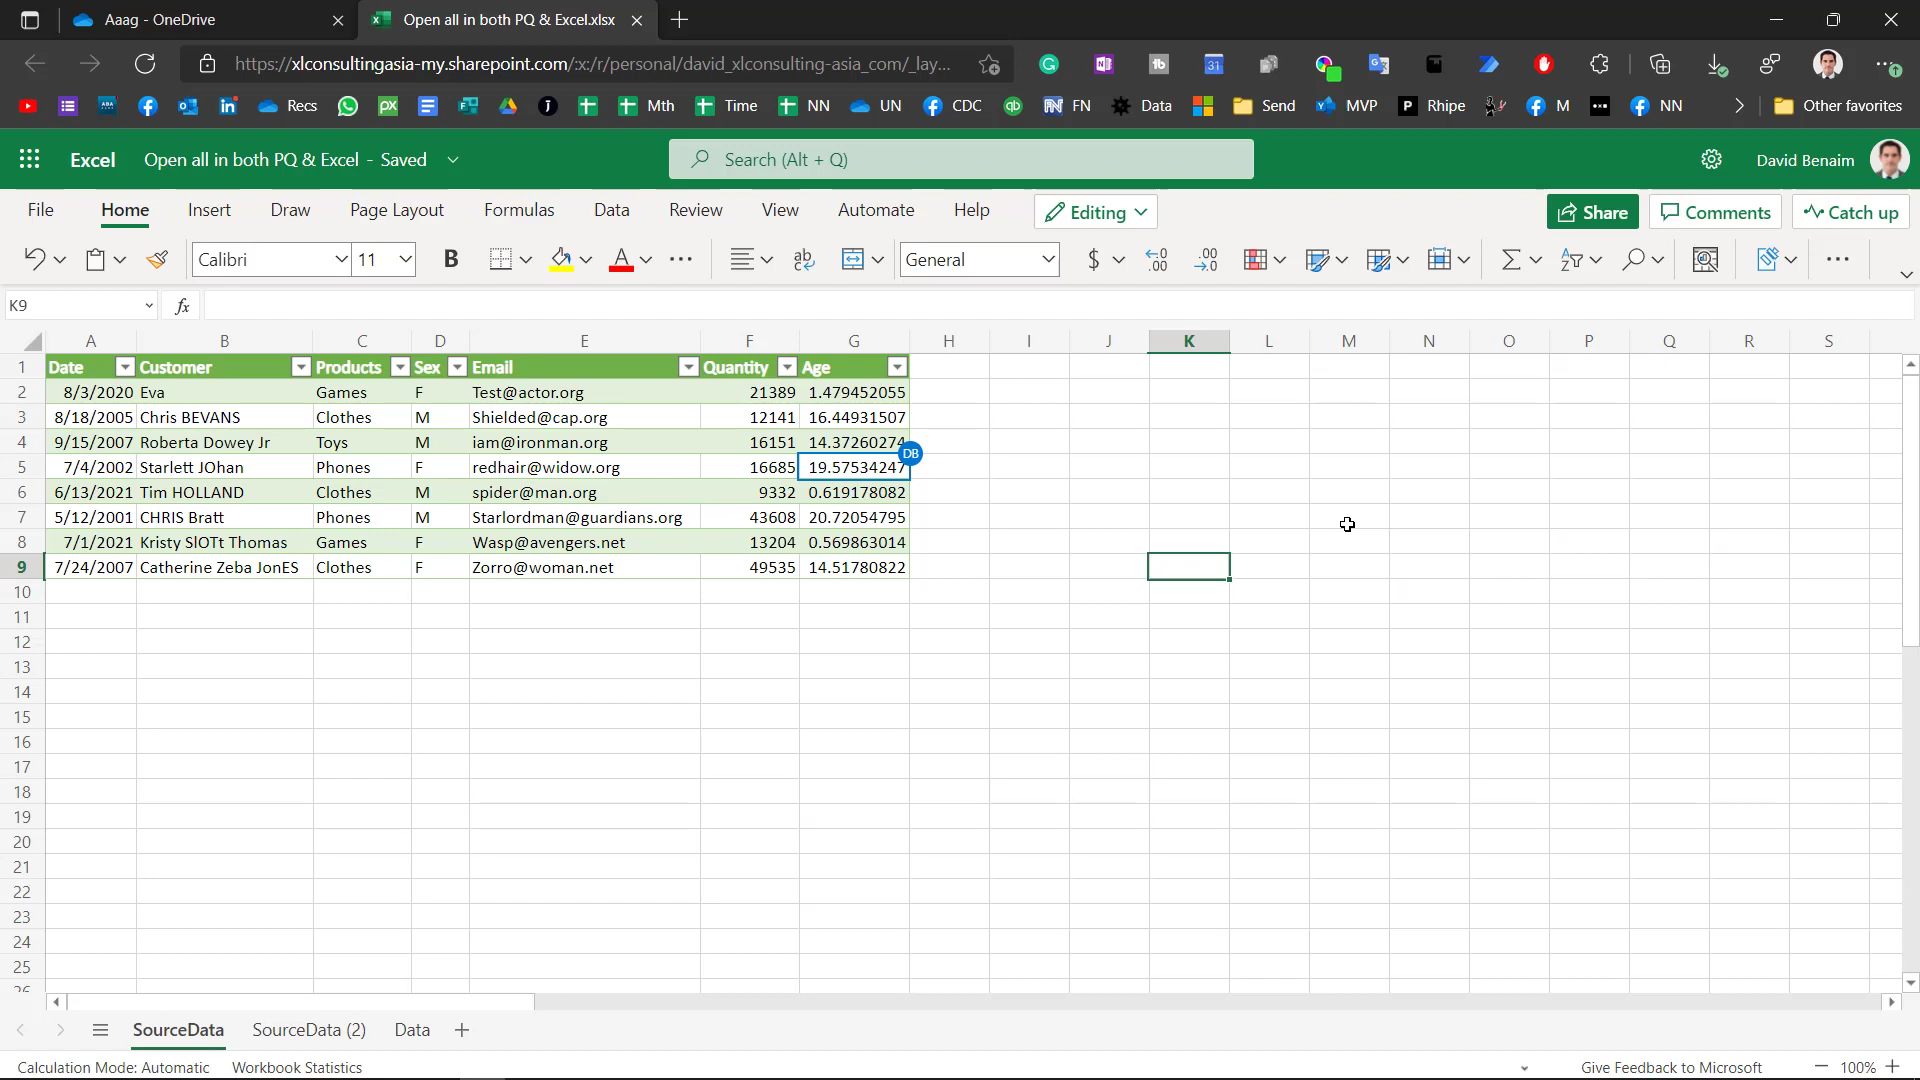 Aaag - OneDrive
Open all in both PQ & Excel.xlsx
https://xlconsultingasia-my.sharepoint.com/:x:/r/personal/david_xlconsulting-asia_com/_lay...
Recs PX Mth Time NN UN CDC qb FN Data Send MVP P Rhipe M NN Other favorites
Excel Open all in both PQ & Excel - Saved Search (Alt + Q) David Benaim
File Home Insert Draw Page Layout Formulas Data Review View Automate Help Editing Share Comments Catch up
Calibri 11 B A ab General $ .00 .00
K9 fx
A B C D E F G H I J K L M N O P Q R S
1 Date Customer Products Sex Email Quantity Age
2 8/3/2020 Eva Games F Test@actor.org 21389 1.479452055
3 8/18/2005 Chris BEVANS Clothes M Shielded@cap.org 12141 16.44931507
4 9/15/2007 Roberta Dowey Jr Toys M iam@ironman.org 16151 14.37260274
DB
5 7/4/2002 Starlett JOhan Phones F redhair@widow.org 16685 19.57534247
6 6/13/2021 Tim HOLLAND Clothes M spider@man.org 9332 0.619178082
7 5/12/2001 CHRIS Bratt Phones M Starlordman@guardians.org 43608 20.72054795
8 7/1/2021 Kristy SlOTt Thomas Games F Wasp@avengers.net 13204 0.569863014
9 7/24/2007 Catherine Zeba JonES Clothes F Zorro@woman.net 49535 14.51780822
10
11
12
13
14
15
16
17
18
19
20
21
22
23
24
25
26
SourceData SourceData (2) Data
Calculation Mode: Automatic Workbook Statistics Give Feedback to Microsoft 100%